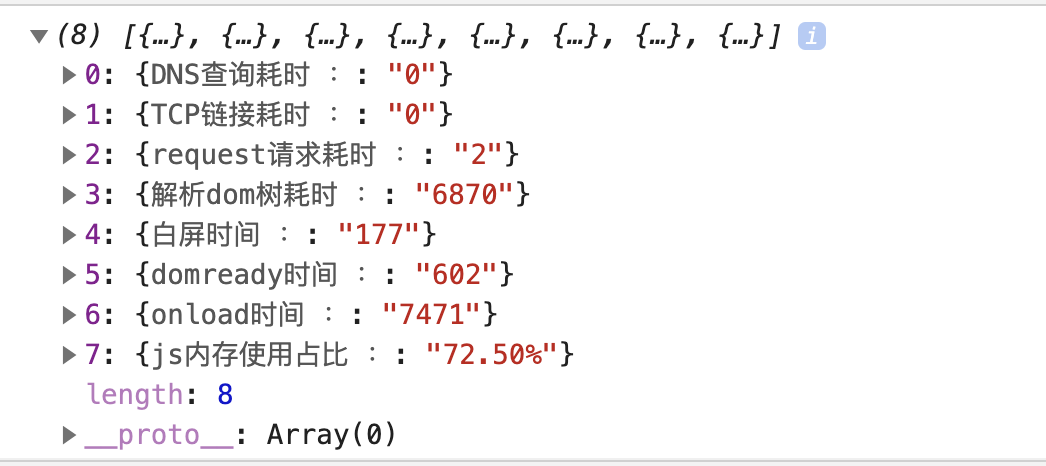 ▼(8) [{…}, {…}, {…}, {…}, {…}, {…}, {…}, {…}] i
▶0: {DNS查询耗时 ：: "0"}
▶1: {TCP链接耗时 ：: "0"}
▶2: {request请求耗时 ：: "2"}
▶3: {解析dom树耗时 ：: "6870"}
▶4: {白屏时间 ：: "177"}
▶5: {domready时间 ：: "602"}
▶6: {onload时间 ：: "7471"}
▶7: {js内存使用占比 ：: "72.50%"}
length: 8
▶__proto__: Array(0)